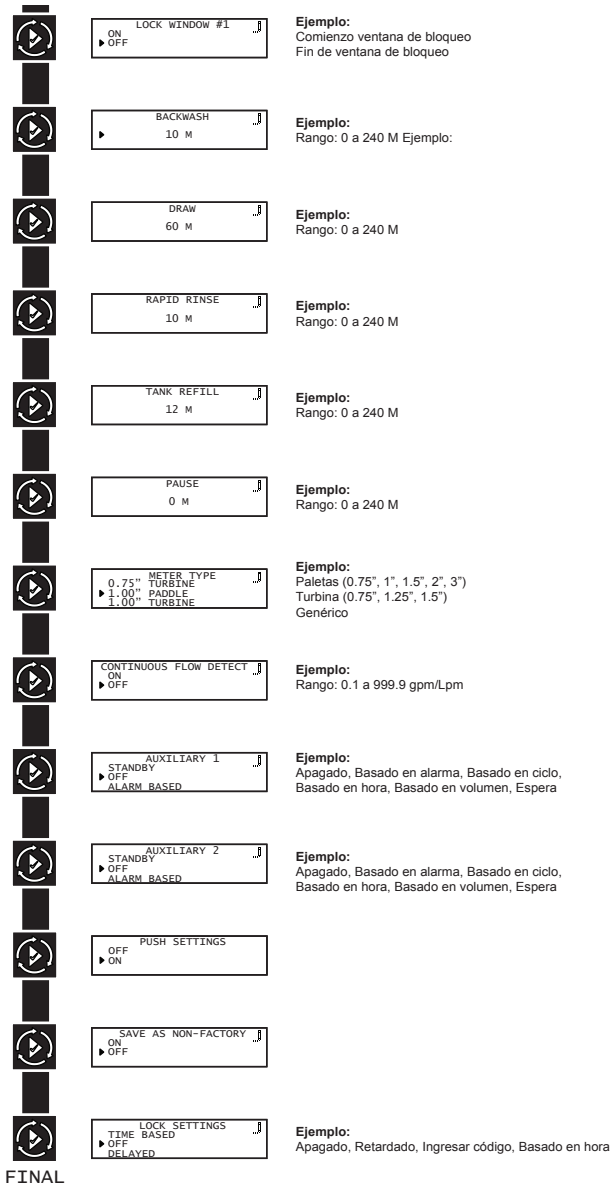 LOCK WINDOW #1
ON
OFF
Ejemplo:
Comienzo ventana de bloqueo
Fin de ventana de bloqueo
BACKWASH
10 M
Ejemplo:
Rango: 0 a 240 M Ejemplo:
DRAW
60 M
Ejemplo:
Rango: 0 a 240 M
RAPID RINSE
10 M
Ejemplo:
Rango: 0 a 240 M
TANK REFILL
12 M
Ejemplo:
Rango: 0 a 240 M
PAUSE
0 M
Ejemplo:
Rango: 0 a 240 M
METER TYPE
0.75” TURBINE
1.00” PADDLE
1.00” TURBINE
Ejemplo:
Paletas (0.75”, 1”, 1.5”, 2”, 3”)
Turbina (0.75”, 1.25”, 1.5”)
Genérico
CONTINUOUS FLOW DETECT
ON
OFF
Ejemplo:
Rango: 0.1 a 999.9 gpm/Lpm
AUXILIARY 1
STANDBY
OFF
ALARM BASED
Ejemplo:
Apagado, Basado en alarma, Basado en ciclo,
Basado en hora, Basado en volumen, Espera
AUXILIARY 2
STANDBY
OFF
ALARM BASED
Ejemplo:
Apagado, Basado en alarma, Basado en ciclo,
Basado en hora, Basado en volumen, Espera
PUSH SETTINGS
OFF
ON
SAVE AS NON-FACTORY
ON
OFF
LOCK SETTINGS
TIME BASED
OFF
DELAYED
Ejemplo:
Apagado, Retardado, Ingresar código, Basado en hora
FINAL